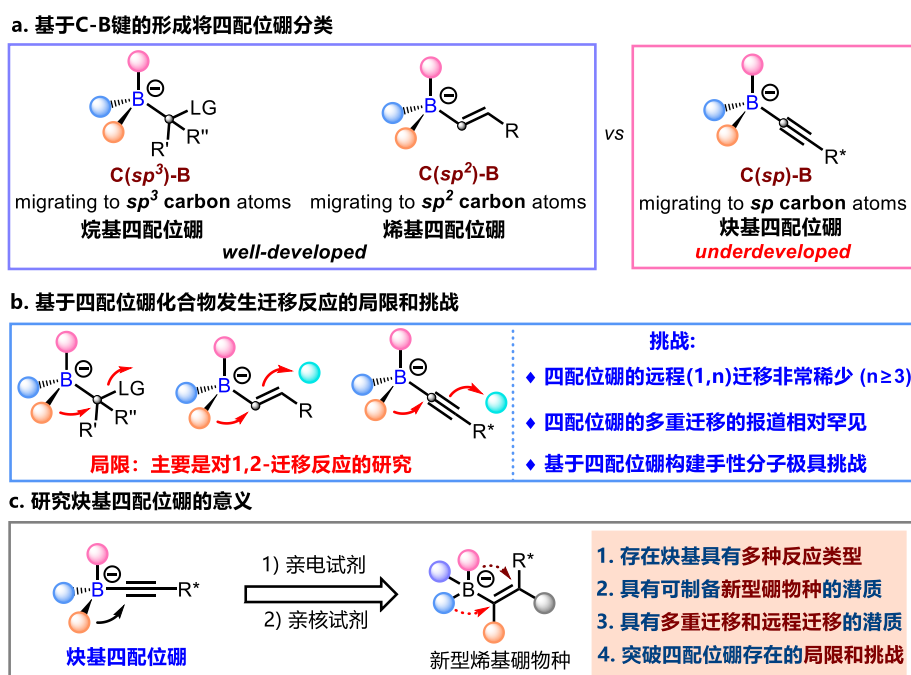 a. 基于C-B键的形成将四配位硼分类
B
LG
R'
R"
C(sp³)-B
migrating to sp³ carbon atoms
烷基四配位硼
B
R
C(sp²)-B
migrating to sp² carbon atoms
烯基四配位硼
well-developed
vs
B
R*
C(sp)-B
migrating to sp carbon atoms
炔基四配位硼
underdeveloped
b. 基于四配位硼化合物发生迁移反应的局限和挑战
B
LG
R'
R"
B
R
B
R*
局限：主要是对1,2-迁移反应的研究
挑战:
♦ 四配位硼的远程(1,n)迁移非常稀少 (n≥3)
♦ 四配位硼的多重迁移的报道相对罕见
♦ 基于四配位硼构建手性分子极具挑战
c. 研究炔基四配位硼的意义
B
R*
炔基四配位硼
1) 亲电试剂
2) 亲核试剂
B
R*
新型烯基硼物种
1. 存在炔基具有多种反应类型
2. 具有可制备新型硼物种的潜质
3. 具有多重迁移和远程迁移的潜质
4. 突破四配位硼存在的局限和挑战